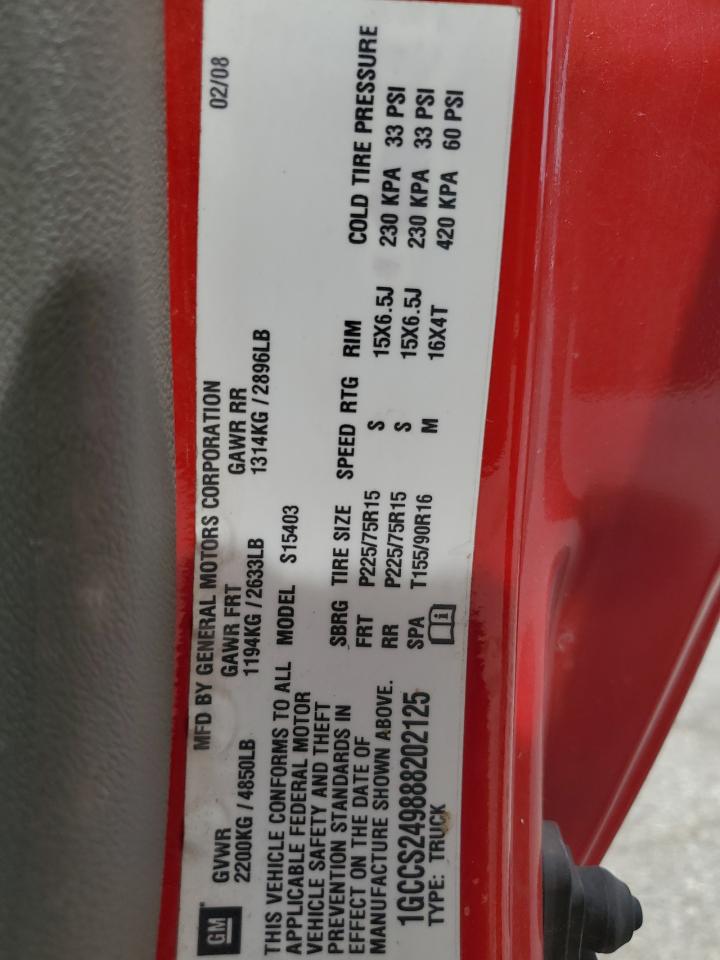 GM
MFD BY GENERAL MOTORS CORPORATION 02/08
GVWR GAWR FRT GAWR RR
2200KG / 4850LB 1194KG / 2633LB 1314KG / 2896LB
THIS VEHICLE CONFORMS TO ALL
APPLICABLE FEDERAL MOTOR
VEHICLE SAFETY AND THEFT
PREVENTION STANDARDS IN
EFFECT ON THE DATE OF
MANUFACTURE SHOWN ABOVE.
1GCCS249888202125
TYPE: TRUCK
MODEL S15403
SBRG TIRE SIZE SPEED RTG RIM COLD TIRE PRESSURE
FRT P225/75R15 S 15X6.5J 230 KPA 33 PSI
RR P225/75R15 S 15X6.5J 230 KPA 33 PSI
SPA T155/90R16 M 16X4T 420 KPA 60 PSI